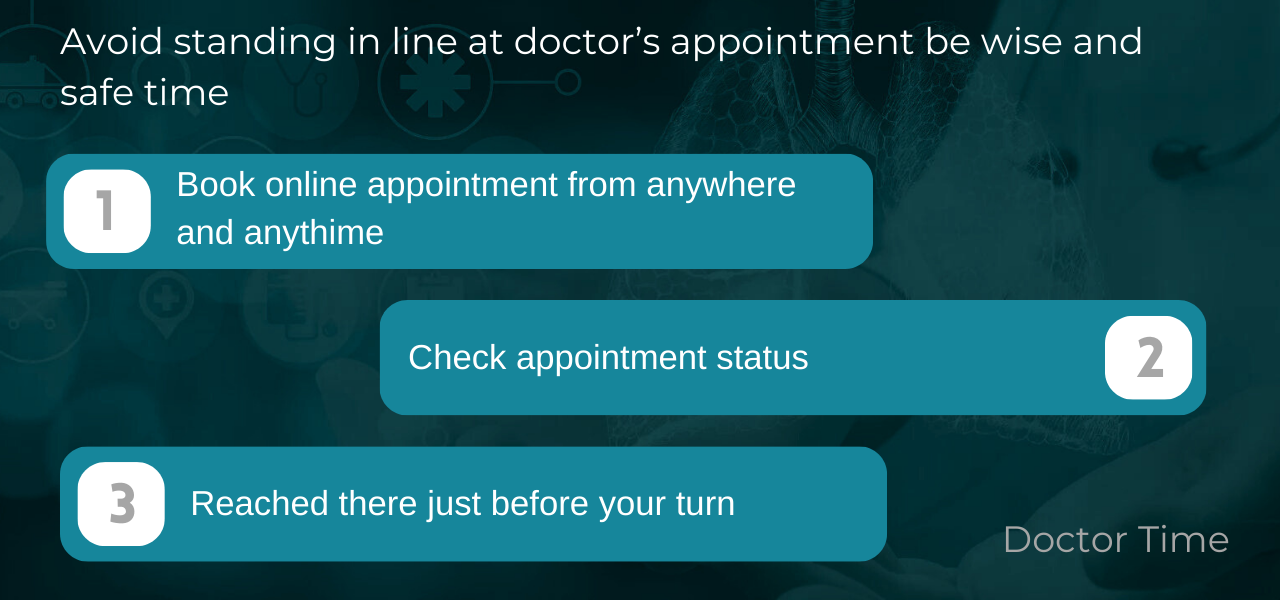 Avoid standing in line at doctor’s appointment be wise and
safe time
1
Book online appointment from anywhere
and anythime
Check appointment status
2
3
Reached there just before your turn
Doctor Time